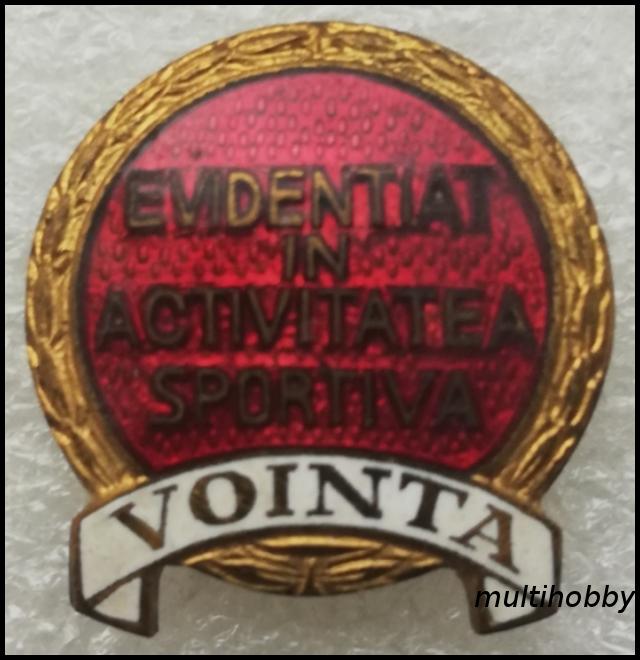 EVIDENTIAT
IN
ACTIVITATEA
SPORTIVA
VOINTA
multihobby